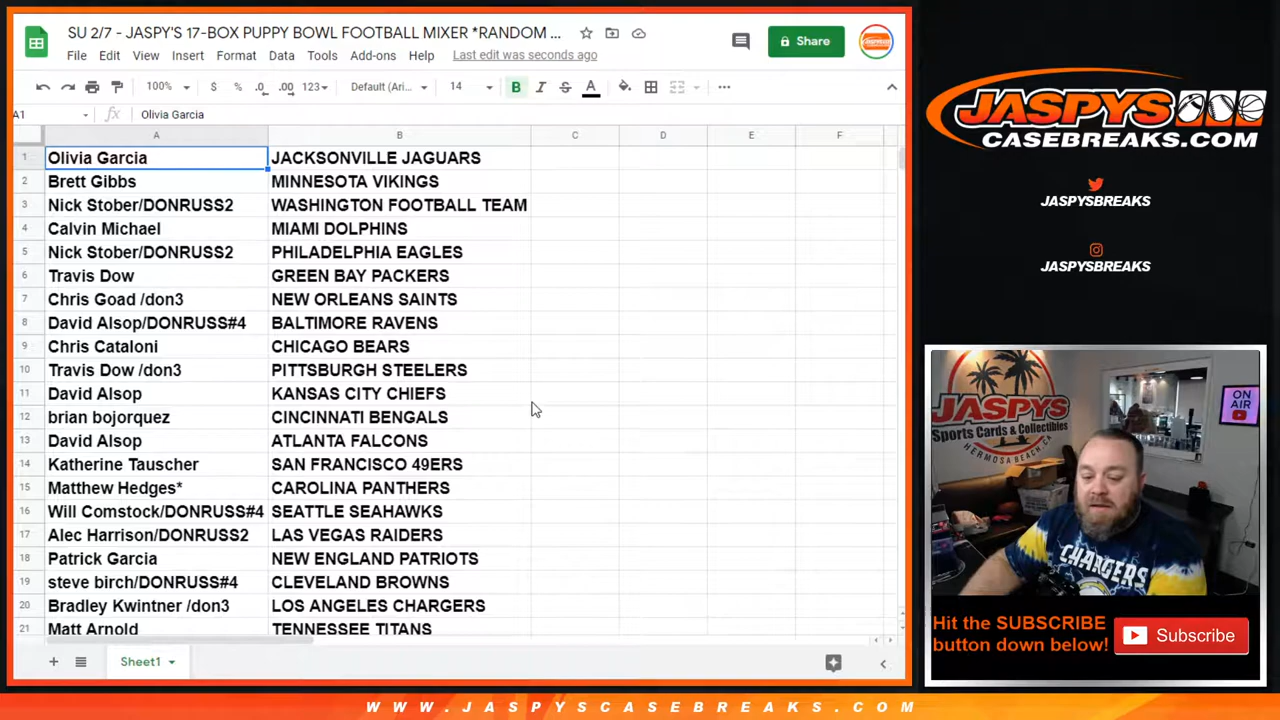 SU 2/7 - JASPY'S 17-BOX PUPPY BOWL FOOTBALL MIXER *RANDOM ...
File Edit View Insert Format Data Tools Add-ons Help Last edit was seconds ago
Share
100% $ % .0 .00 123 Default (Ari... 14 B I S A
A1 fx Olivia Garcia
A B C D E F
1 Olivia Garcia JACKSONVILLE JAGUARS
2 Brett Gibbs MINNESOTA VIKINGS
3 Nick Stober/DONRUSS2 WASHINGTON FOOTBALL TEAM
4 Calvin Michael MIAMI DOLPHINS
5 Nick Stober/DONRUSS2 PHILADELPHIA EAGLES
6 Travis Dow GREEN BAY PACKERS
7 Chris Goad /don3 NEW ORLEANS SAINTS
8 David Alsop/DONRUSS#4 BALTIMORE RAVENS
9 Chris Cataloni CHICAGO BEARS
10 Travis Dow /don3 PITTSBURGH STEELERS
11 David Alsop KANSAS CITY CHIEFS
12 brian bojorquez CINCINNATI BENGALS
13 David Alsop ATLANTA FALCONS
14 Katherine Tauscher SAN FRANCISCO 49ERS
15 Matthew Hedges* CAROLINA PANTHERS
16 Will Comstock/DONRUSS#4 SEATTLE SEAHAWKS
17 Alec Harrison/DONRUSS2 LAS VEGAS RAIDERS
18 Patrick Garcia NEW ENGLAND PATRIOTS
19 steve birch/DONRUSS#4 CLEVELAND BROWNS
20 Bradley Kwintner /don3 LOS ANGELES CHARGERS
21 Matt Arnold TENNESSEE TITANS
Sheet1
JASPYS
CASEBREAKS.COM
JASPYSBREAKS
JASPYSBREAKS
JASPYS
Sports Cards & Collectibles
HERMOSA BEACH, CA
ON
AIR
CHARGERS
Hit the SUBSCRIBE
button down below!
Subscribe
WWW.JASPYSCASEBREAKS.COM